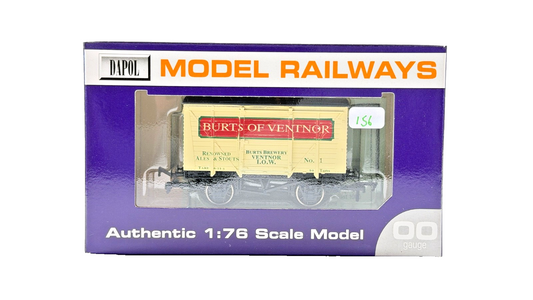 DAPOL
MODEL RAILWAYS
156
BURTS OF VENTNOR
RENOWNED
ALES & STOUTS
BURTS BREWERY
VENTNOR
I.O.W.
No. 1
Authentic 1:76 Scale Model
OO
gauge